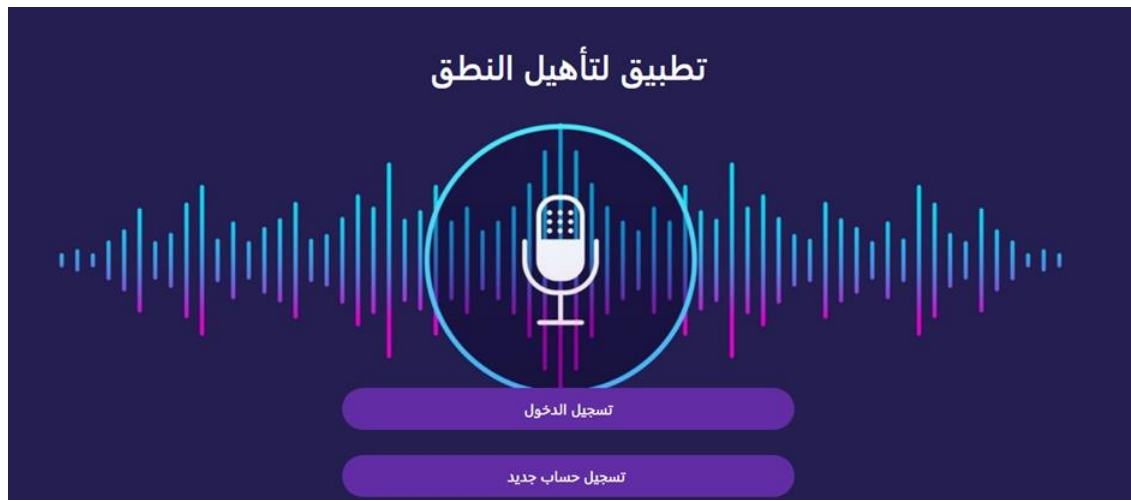 تطبيق لتأهيل النطق
تسجيل الدخول
تسجيل حساب جديد